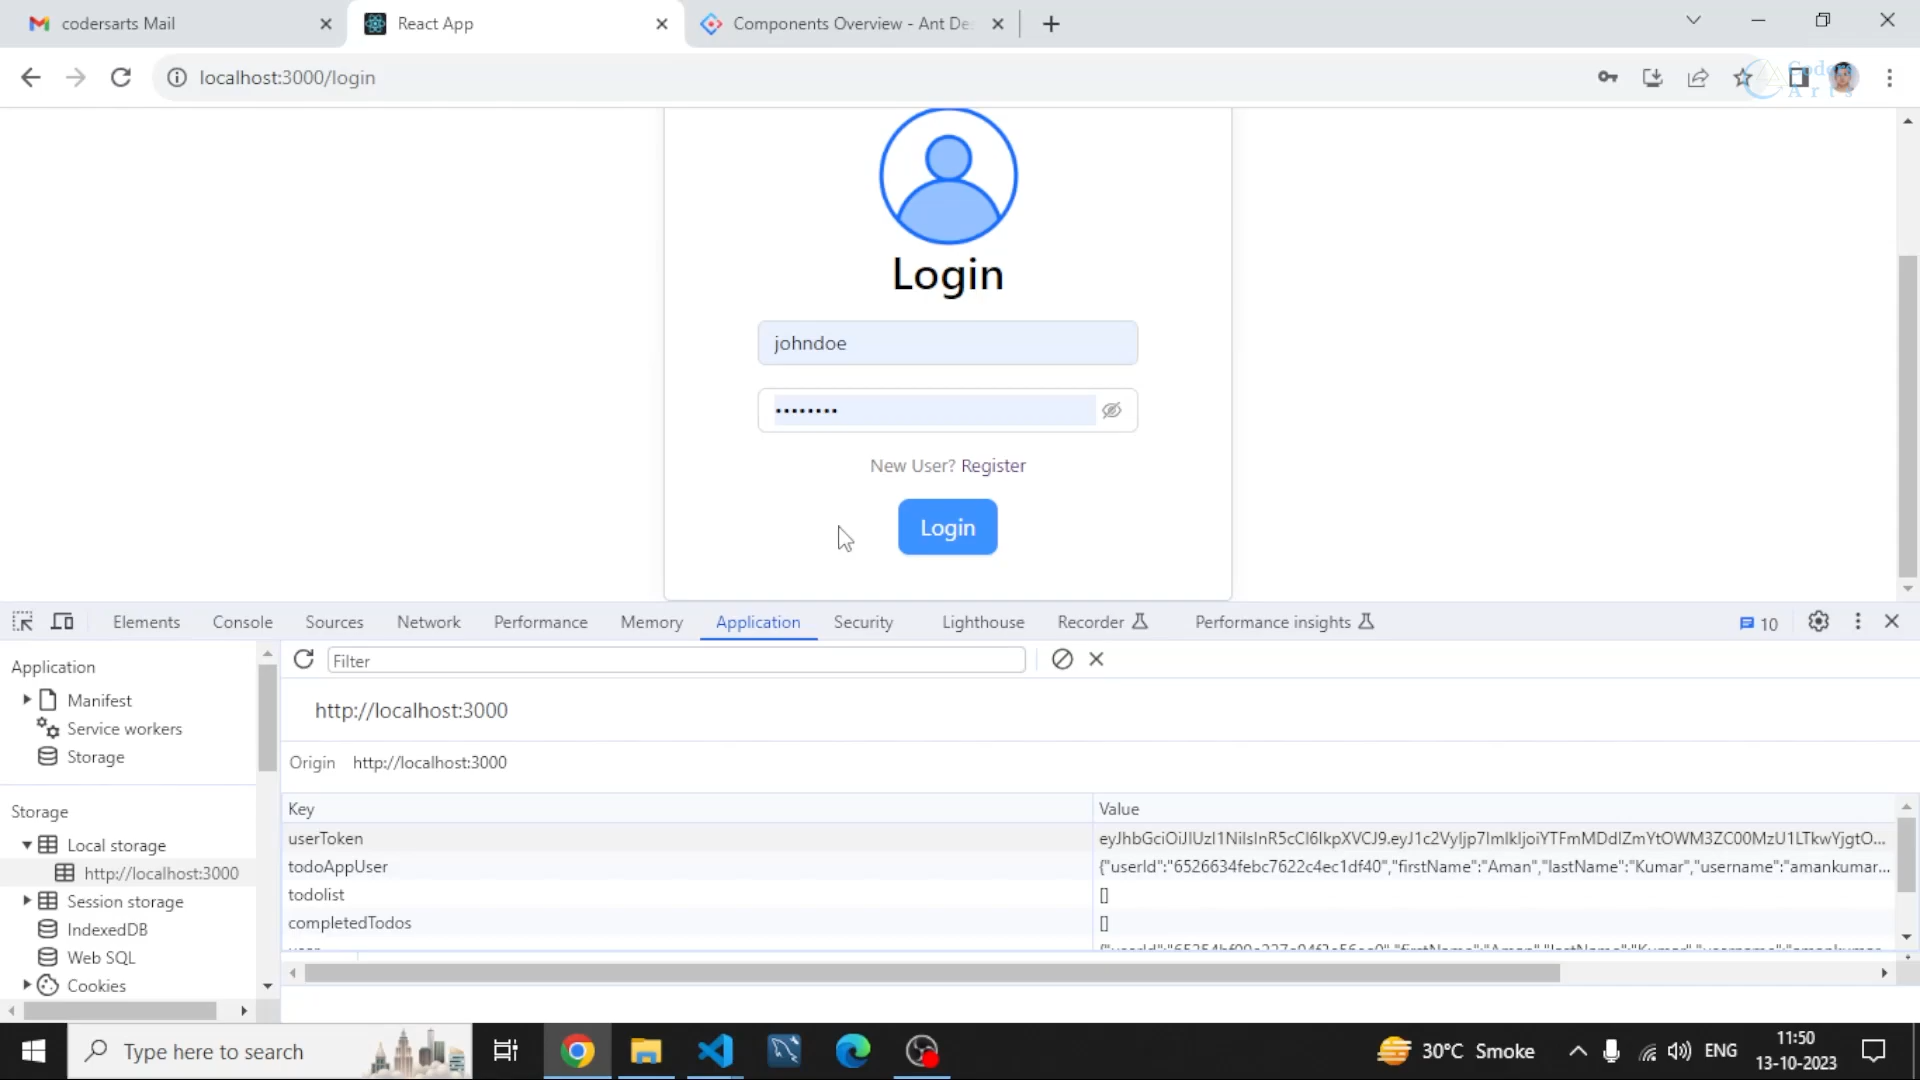 codersarts Mail
React App
Components Overview - Ant De
localhost:3000/login
Coders
Arts
Login
johndoe
••••••••
New User? Register
Login
Elements Console Sources Network Performance Memory Application Security Lighthouse Recorder Performance insights 10
Application
Manifest
Service workers
Storage
Storage
Local storage
http://localhost:3000
Session storage
IndexedDB
Web SQL
Cookies
Filter
http://localhost:3000
Origin http://localhost:3000
Key Value
userToken
todoAppUser {"userId":"6526634febc7622c4ec1df40","firstName":"Aman","lastName":"Kumar","username":"amankumar...
todolist []
completedTodos []
Type here to search
30°C Smoke
ENG
11:50
13-10-2023